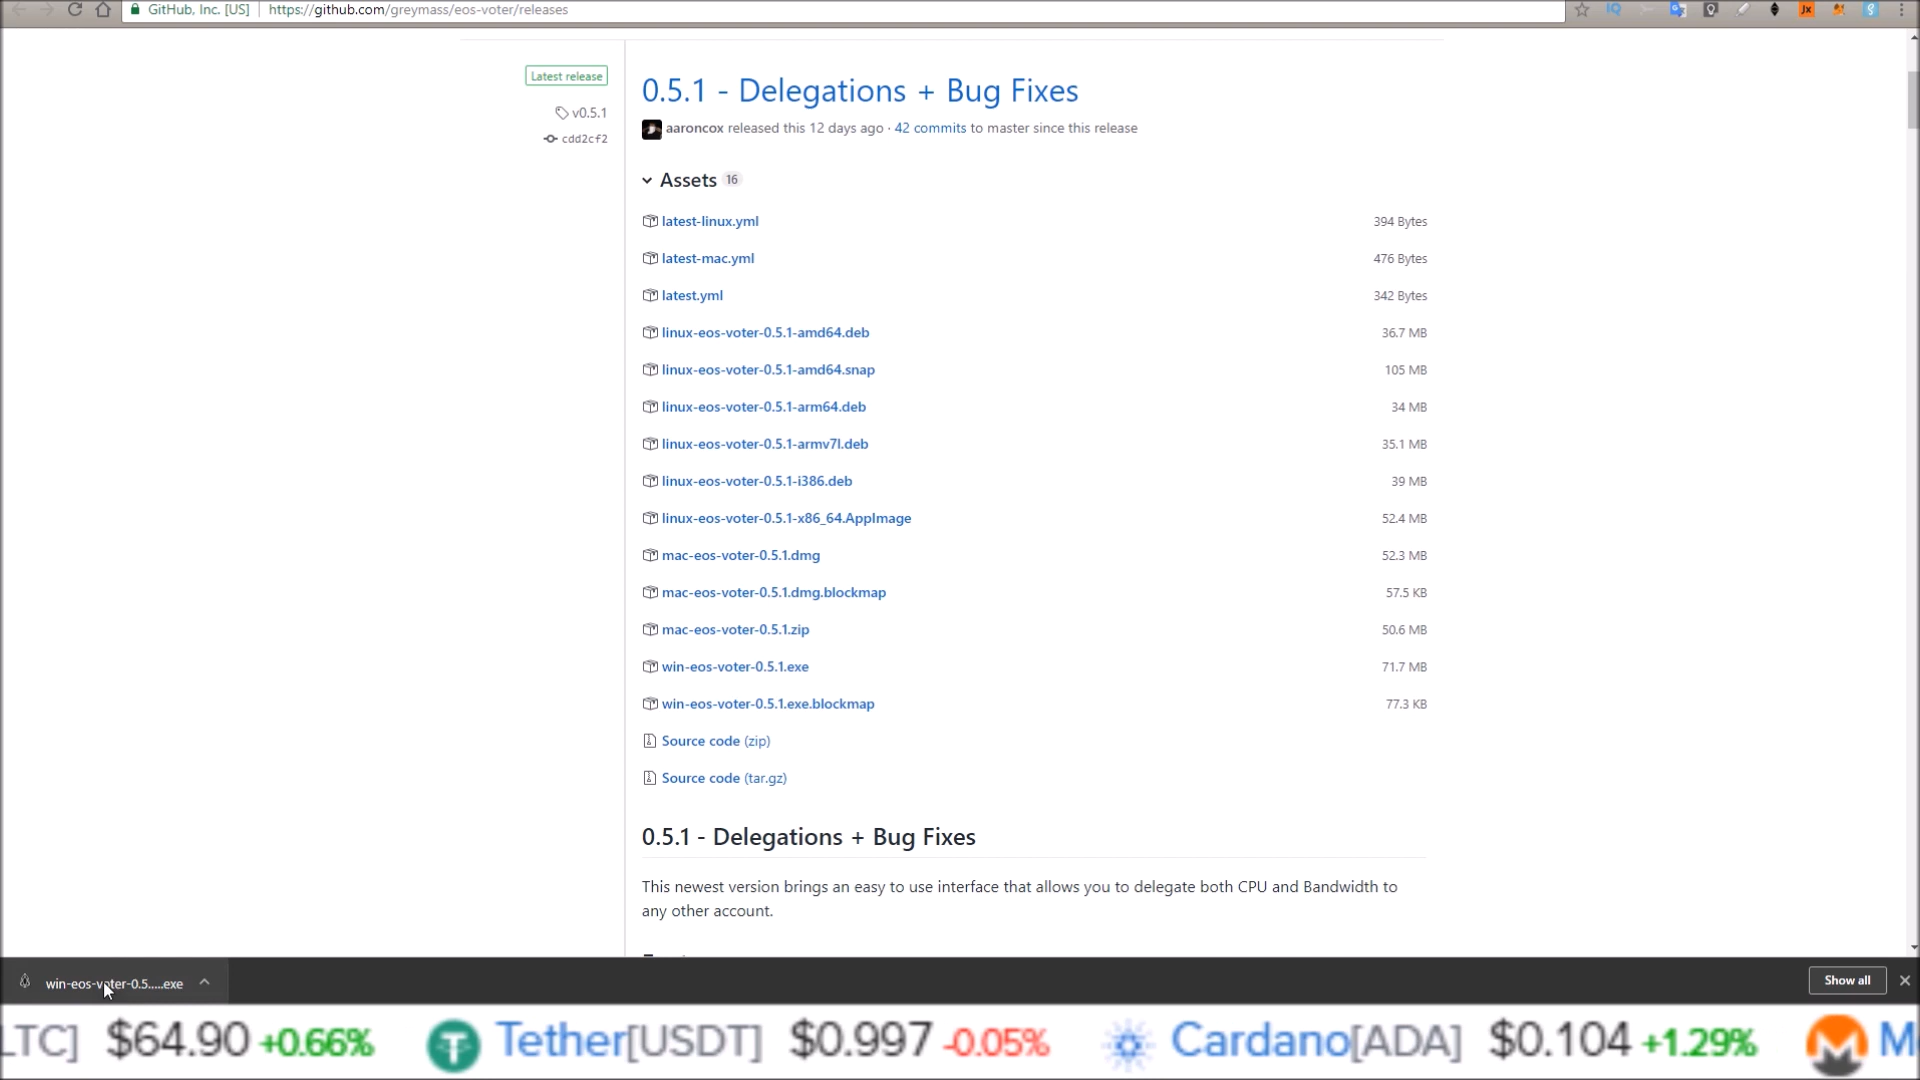 GitHub, Inc. [US] https://github.com/greymass/eos-voter/releases
Latest release
v0.5.1
cdd2cf2
0.5.1 - Delegations + Bug Fixes
aaroncox released this 12 days ago · 42 commits to master since this release
Assets 16
latest-linux.yml 394 Bytes
latest-mac.yml 476 Bytes
latest.yml 342 Bytes
linux-eos-voter-0.5.1-amd64.deb 36.7 MB
linux-eos-voter-0.5.1-amd64.snap 105 MB
linux-eos-voter-0.5.1-arm64.deb 34 MB
linux-eos-voter-0.5.1-armv7l.deb 35.1 MB
linux-eos-voter-0.5.1-i386.deb 39 MB
linux-eos-voter-0.5.1-x86_64.AppImage 52.4 MB
mac-eos-voter-0.5.1.dmg 52.3 MB
mac-eos-voter-0.5.1.dmg.blockmap 57.5 KB
mac-eos-voter-0.5.1.zip 50.6 MB
win-eos-voter-0.5.1.exe 71.7 MB
win-eos-voter-0.5.1.exe.blockmap 77.3 KB
Source code (zip)
Source code (tar.gz)
0.5.1 - Delegations + Bug Fixes
This newest version brings an easy to use interface that allows you to delegate both CPU and Bandwidth to
any other account.
win-eos-voter-0.5.....exe Show all
LTC] $64.90 +0.66% Tether[USDT] $0.997 -0.05% Cardano[ADA] $0.104 +1.29% M